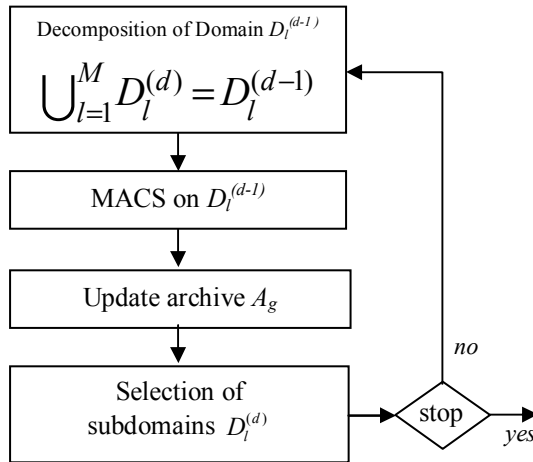 Decomposition of Domain D_l^(d-1)
⋃_{l=1}^{M} D_l^{(d)} = D_l^{(d−1)}
MACS on D_l^(d-1)
Update archive A_g
Selection of
subdomains D_l^(d)
no
stop
yes